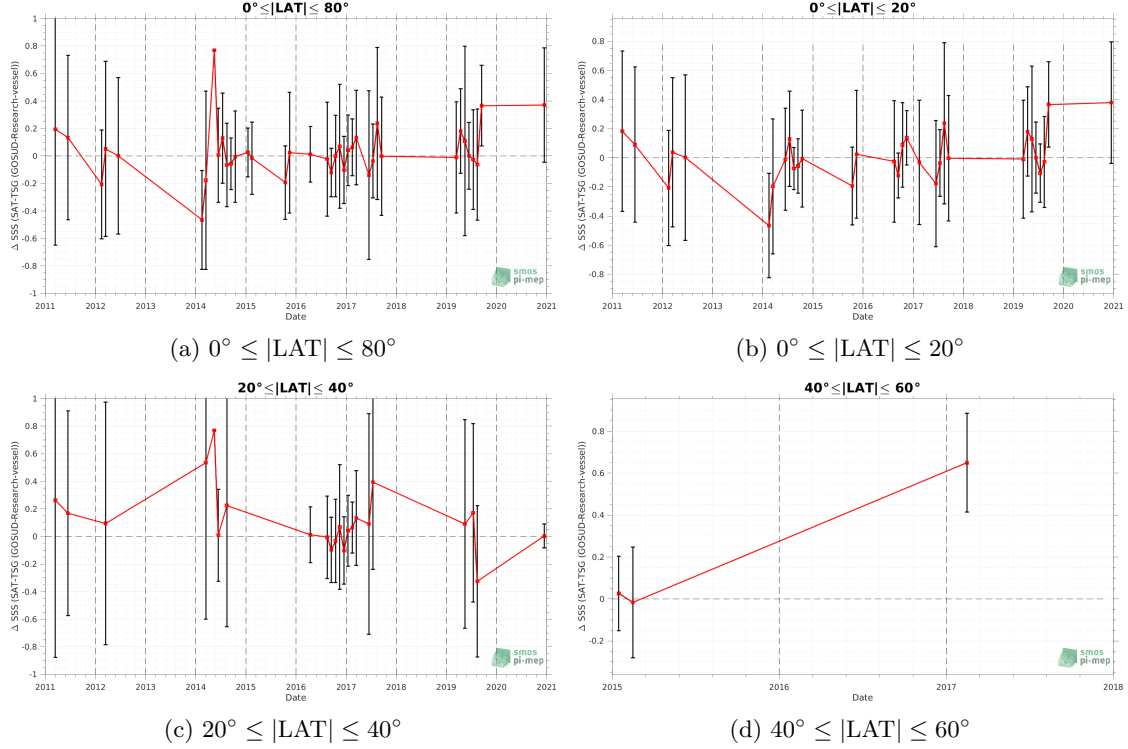 0°≤|LAT|≤ 80°
Δ SSS (SAT-TSG (GOSUD-Research-vessel))
1
0.8
0.6
0.4
0.2
0
-0.2
-0.4
-0.6
-0.8
-1
2011 2012 2013 2014 2015 2016 2017 2018 2019 2020 2021
Date
smos
pi-mep
(a) 0° ≤ |LAT| ≤ 80°
0°≤|LAT|≤ 20°
Δ SSS (SAT-TSG (GOSUD-Research-vessel))
0.8
0.6
0.4
0.2
0
-0.2
-0.4
-0.6
-0.8
2011 2012 2013 2014 2015 2016 2017 2018 2019 2020 2021
Date
smos
pi-mep
(b) 0° ≤ |LAT| ≤ 20°
20°≤|LAT|≤ 40°
Δ SSS (SAT-TSG (GOSUD-Research-vessel))
1
0.8
0.6
0.4
0.2
0
-0.2
-0.4
-0.6
-0.8
-1
2011 2012 2013 2014 2015 2016 2017 2018 2019 2020 2021
Date
smos
pi-mep
(c) 20° ≤ |LAT| ≤ 40°
40°≤|LAT|≤ 60°
Δ SSS (SAT-TSG (GOSUD-Research-vessel))
0.8
0.6
0.4
0.2
0
-0.2
2015 2016 2017 2018
Date
smos
pi-mep
(d) 40° ≤ |LAT| ≤ 60°